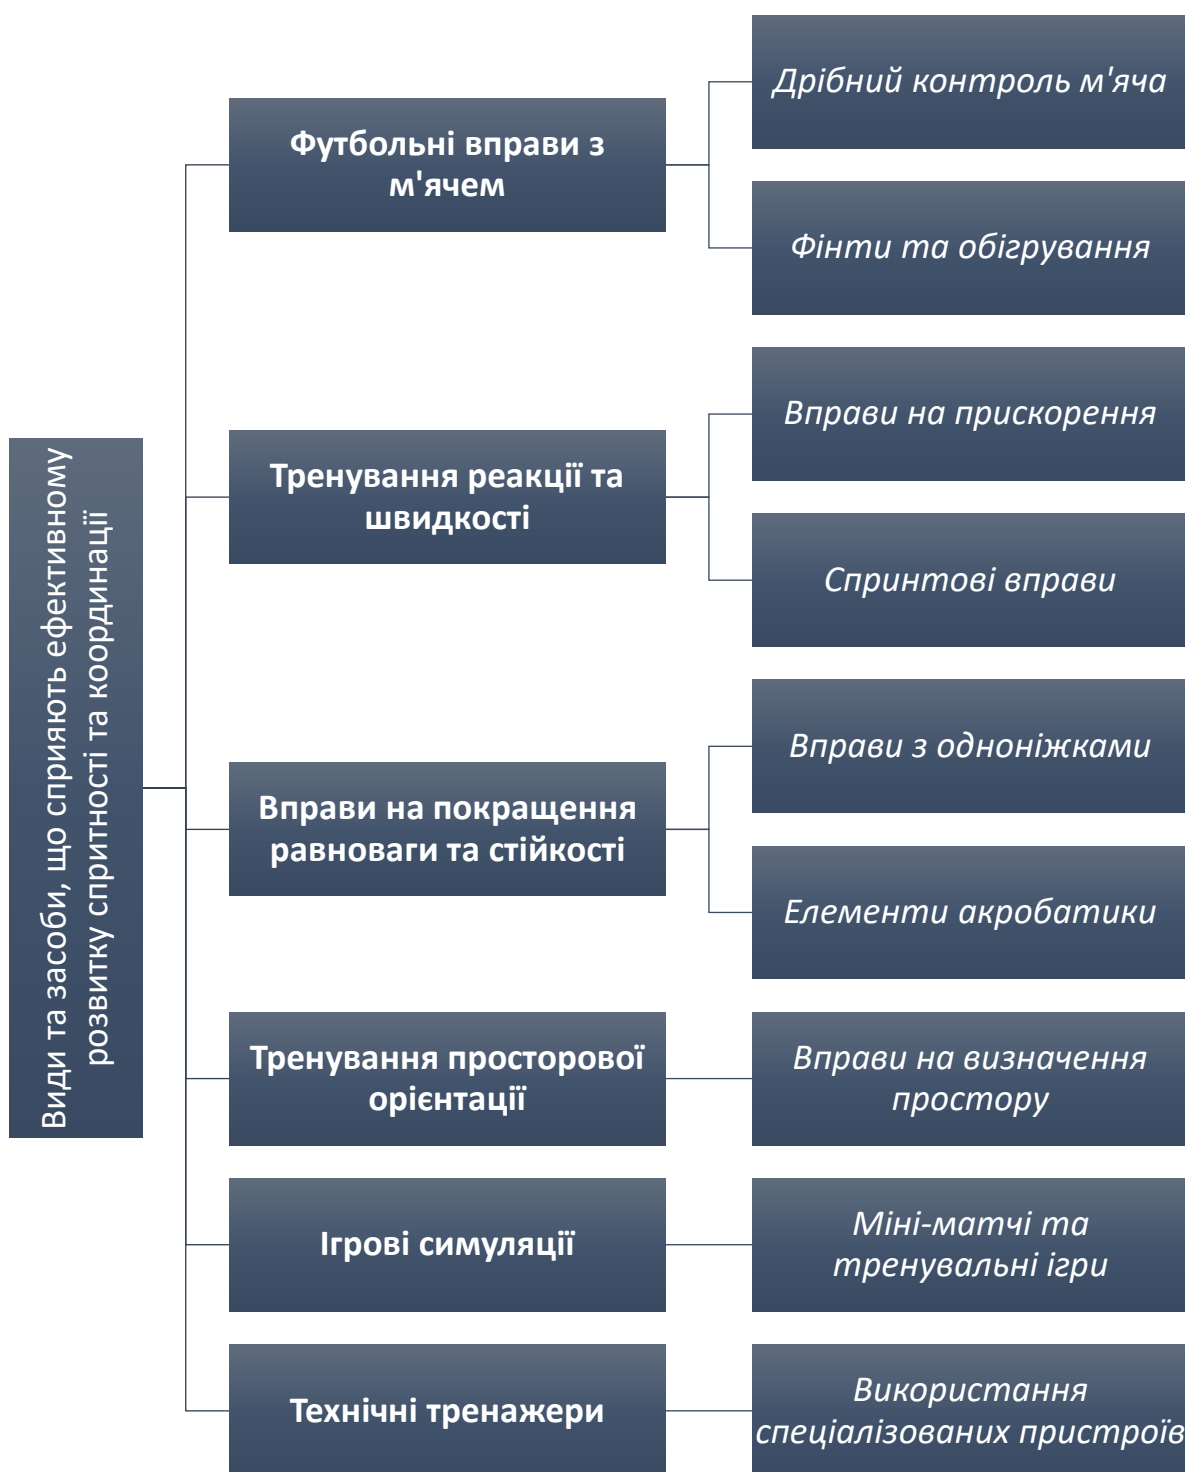 Види та засоби, що сприяють ефективному
розвитку спритності та координації
Футбольні вправи з
м'ячем
Дрібний контроль м'яча
Фінти та обігрування
Тренування реакції та
швидкості
Вправи на прискорення
Спринтові вправи
Вправи на покращення
равноваги та стійкості
Вправи з одноніжками
Елементи акробатики
Тренування просторової
орієнтації
Вправи на визначення
простору
Ігрові симуляції
Міні-матчі та
тренувальні ігри
Технічні тренажери
Використання
спеціалізованих пристроїв